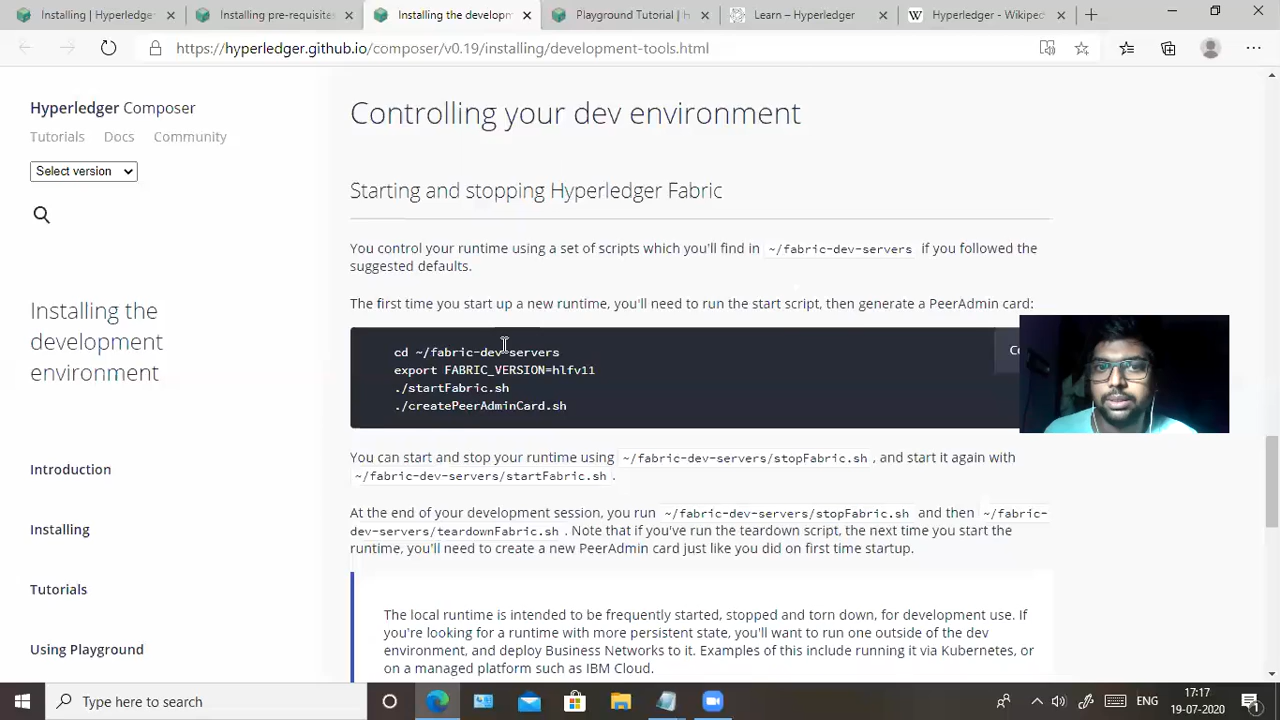 Installing | Hyperledger
Installing pre-requisite
Installing the developm
Playground Tutorial | H
Learn – Hyperledger
Hyperledger - Wikiped
https://hyperledger.github.io/composer/v0.19/installing/development-tools.html
Hyperledger Composer
Tutorials Docs Community
Select version
Installing the
development
environment
Introduction
Installing
Tutorials
Using Playground
Controlling your dev environment
Starting and stopping Hyperledger Fabric
You control your runtime using a set of scripts which you'll find in ~/fabric-dev-servers if you followed the
suggested defaults.
The first time you start up a new runtime, you'll need to run the start script, then generate a PeerAdmin card:
cd ~/fabric-dev-servers
export FABRIC_VERSION=hlfv11
./startFabric.sh
./createPeerAdminCard.sh
You can start and stop your runtime using ~/fabric-dev-servers/stopFabric.sh , and start it again with
~/fabric-dev-servers/startFabric.sh .
At the end of your development session, you run ~/fabric-dev-servers/stopFabric.sh and then ~/fabric-
dev-servers/teardownFabric.sh . Note that if you've run the teardown script, the next time you start the
runtime, you'll need to create a new PeerAdmin card just like you did on first time startup.
The local runtime is intended to be frequently started, stopped and torn down, for development use. If
you're looking for a runtime with more persistent state, you'll want to run one outside of the dev
environment, and deploy Business Networks to it. Examples of this include running it via Kubernetes, or
on a managed platform such as IBM Cloud.
Type here to search
ENG
17:17
19-07-2020